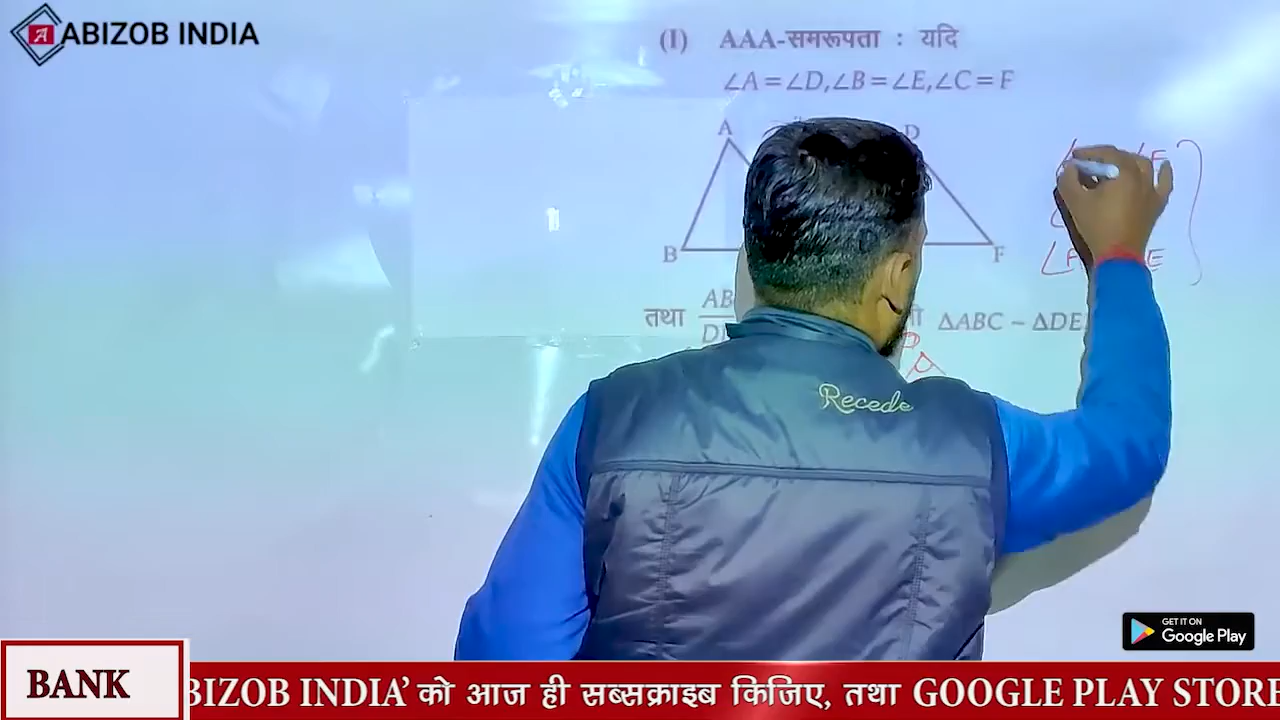 ABIZOB INDIA
(I) AAA-समरूपता : यदि
∠A=∠D,∠B=∠E,∠C=F
A
D
B
F
∠E
E
तथा AB
ΔABC ~ ΔDE
Recede
GET IT ON
Google Play
BANK
BIZOB INDIA’ को आज ही सब्सक्राइब किजिए, तथा GOOGLE PLAY STORE